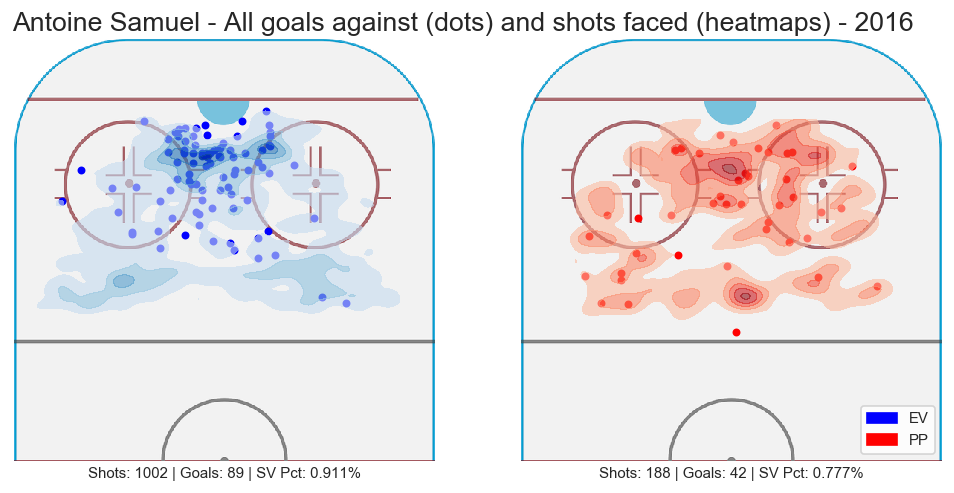 Antoine Samuel - All goals against (dots) and shots faced (heatmaps) - 2016
EV
PP
Shots: 1002 | Goals: 89 | SV Pct: 0.911%
Shots: 188 | Goals: 42 | SV Pct: 0.777%